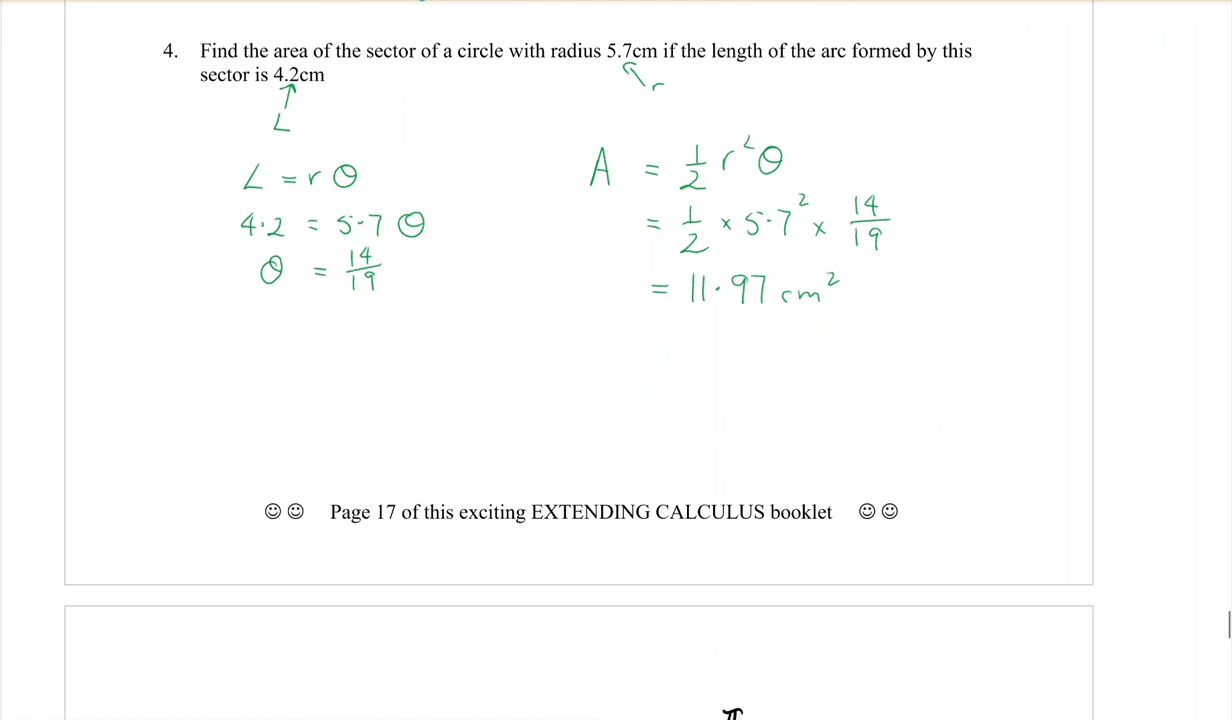 4. Find the area of the sector of a circle with radius 5.7cm if the length of the arc formed by this
sector is 4.2cm
r
L
L = r θ
4·2 = 5·7 θ
θ = 14/19
A = 1/2 r²θ
= 1/2 × 5·7² × 14/19
= 11·97 cm²
☺☺ Page 17 of this exciting EXTENDING CALCULUS booklet ☺☺
π